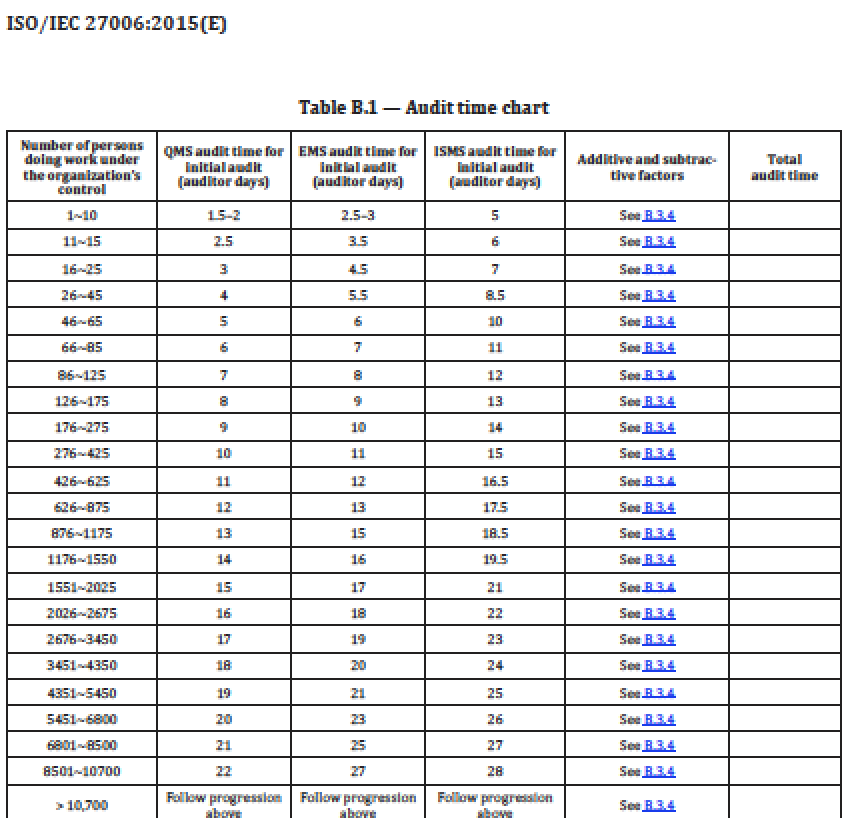 ISO/IEC 27006:2015(E)
Table B.1 — Audit time chart
Number of persons doing work under the organization's control | QMS audit time for initial audit (auditor days) | EMS audit time for initial audit (auditor days) | ISMS audit time for initial audit (auditor days) | Additive and subtrac-tive factors | Total audit time
1~10 1.5–2 2.5–3 5 See B.3.4
11~15 2.5 3.5 6 See B.3.4
16~25 3 4.5 7 See B.3.4
26~45 4 5.5 8.5 See B.3.4
46~65 5 6 10 See B.3.4
66~85 6 7 11 See B.3.4
86~125 7 8 12 See B.3.4
126~175 8 9 13 See B.3.4
176~275 9 10 14 See B.3.4
276~425 10 11 15 See B.3.4
426~625 11 12 16.5 See B.3.4
626~875 12 13 17.5 See B.3.4
876~1175 13 15 18.5 See B.3.4
1176~1550 14 16 19.5 See B.3.4
1551~2025 15 17 21 See B.3.4
2026~2675 16 18 22 See B.3.4
2676~3450 17 19 23 See B.3.4
3451~4350 18 20 24 See B.3.4
4351~5450 19 21 25 See B.3.4
5451~6800 20 23 26 See B.3.4
6801~8500 21 25 27 See B.3.4
8501~10700 22 27 28 See B.3.4
> 10,700 Follow progression above Follow progression above Follow progression above See B.3.4